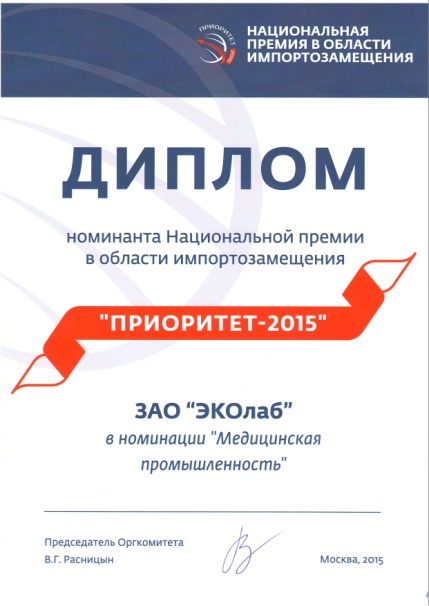 ПРИОРИТЕТ
НАЦИОНАЛЬНАЯ
ПРЕМИЯ В ОБЛАСТИ
ИМПОРТОЗАМЕЩЕНИЯ
ДИПЛОМ
номинанта Национальной премии
в области импортозамещения
"ПРИОРИТЕТ-2015"
ЗАО “ЭКОлаб”
в номинации "Медицинская
промышленность"
Председатель Оргкомитета
В.Г. Расницын
Москва, 2015